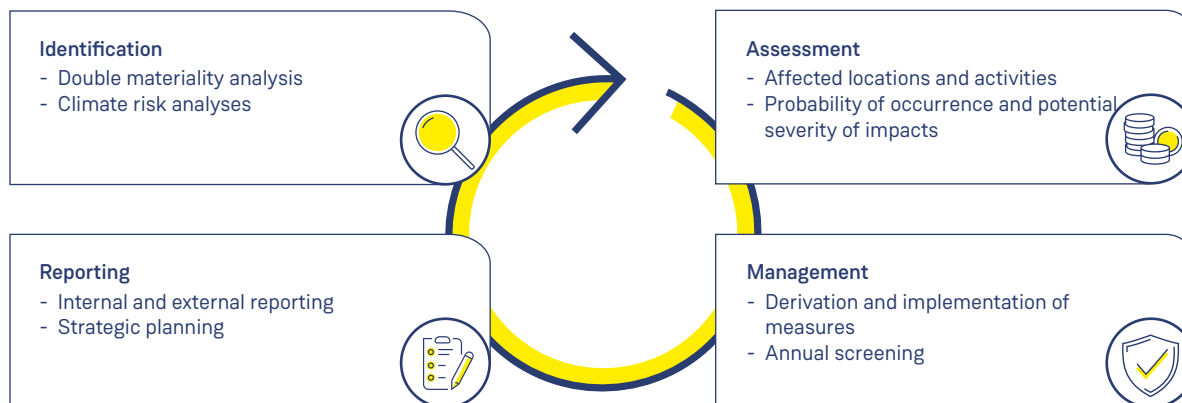 Identification
- Double materiality analysis
- Climate risk analyses
Assessment
- Affected locations and activities
- Probability of occurrence and potential
severity of impacts
Reporting
- Internal and external reporting
- Strategic planning
Management
- Derivation and implementation of
measures
- Annual screening